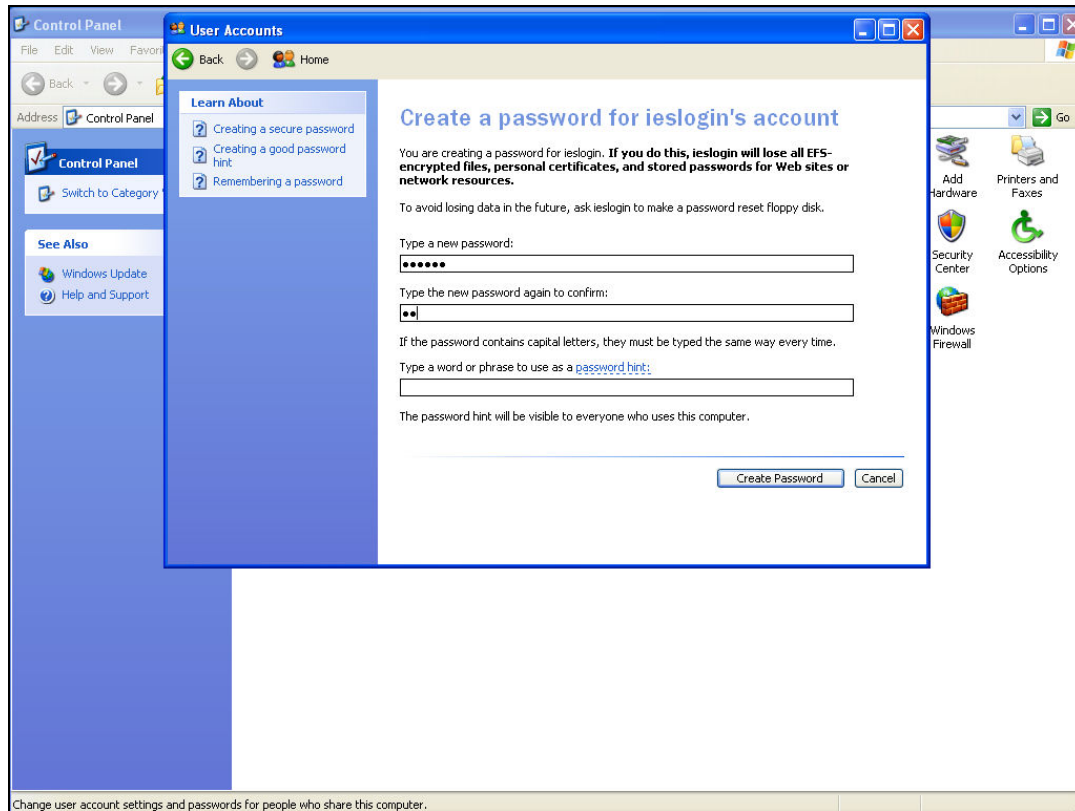 Control Panel
File Edit View Favori
Back
Address Control Panel
Go
Control Panel
Switch to Category
See Also
Windows Update
Help and Support
User Accounts
Back Home
Learn About
Creating a secure password
Creating a good password
hint
Remembering a password
Create a password for ieslogin's account
You are creating a password for ieslogin. If you do this, ieslogin will lose all EFS-
encrypted files, personal certificates, and stored passwords for Web sites or
network resources.
To avoid losing data in the future, ask ieslogin to make a password reset floppy disk.
Type a new password:
••••••
Type the new password again to confirm:
••
If the password contains capital letters, they must be typed the same way every time.
Type a word or phrase to use as a password hint:
The password hint will be visible to everyone who uses this computer.
Create Password Cancel
Add
Hardware
Printers and
Faxes
Security
Center
Accessibility
Options
Windows
Firewall
Change user account settings and passwords for people who share this computer.